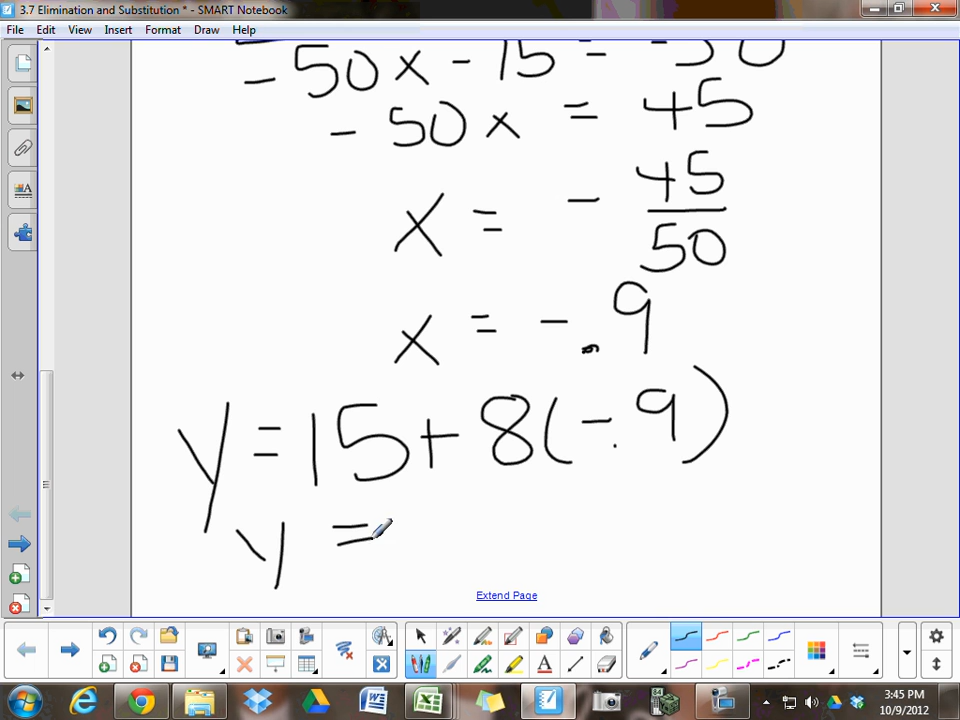 3.7 Elimination and Substitution * - SMART Notebook
File Edit View Insert Format Draw Help
- 50x - 15 = -30
- 50x = 45
x = - 45/50
x = - .9
y = 15 + 8(-.9)
y =
Extend Page
3:45 PM
10/9/2012